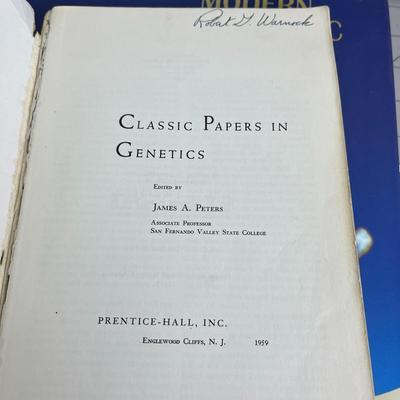 MODERN
C
Robert G. Warnock
CLASSIC PAPERS IN
GENETICS
EDITED BY
JAMES A. PETERS
ASSOCIATE PROFESSOR
SAN FERNANDO VALLEY STATE COLLEGE
PRENTICE-HALL, INC.
ENGLEWOOD CLIFFS, N. J. 1959